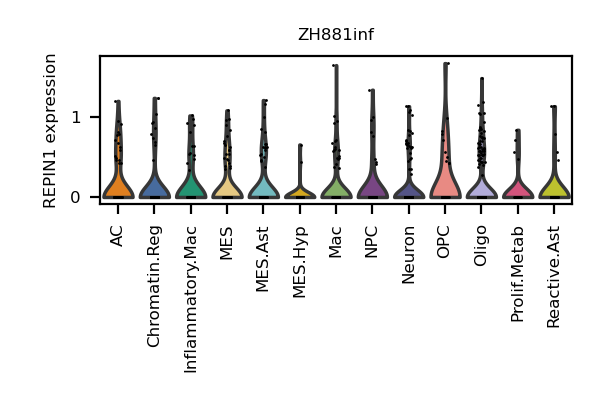 ZH881inf
REPIN1 expression
1
0
AC
Chromatin.Reg
Inflammatory.Mac
MES
MES.Ast
MES.Hyp
Mac
NPC
Neuron
OPC
Oligo
Prolif.Metab
Reactive.Ast